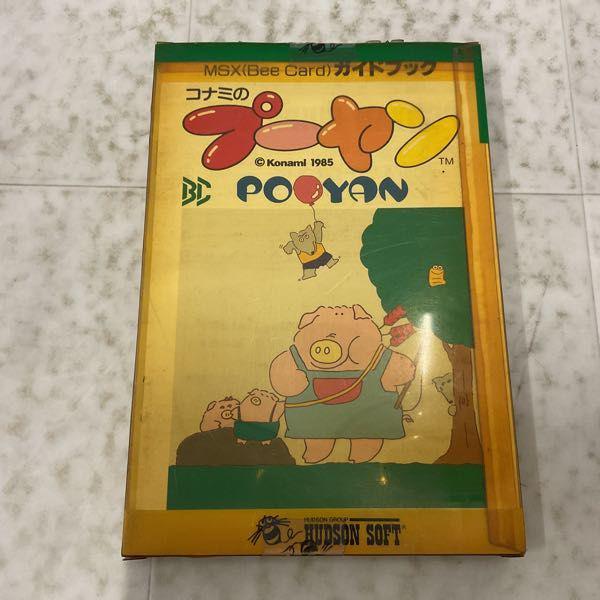 MSX(Bee Card)ガイドブック
コナミの
プーヤン
TM
© Konami 1985
BC POOYAN
HUDSON GROUP
HUDSON SOFT®